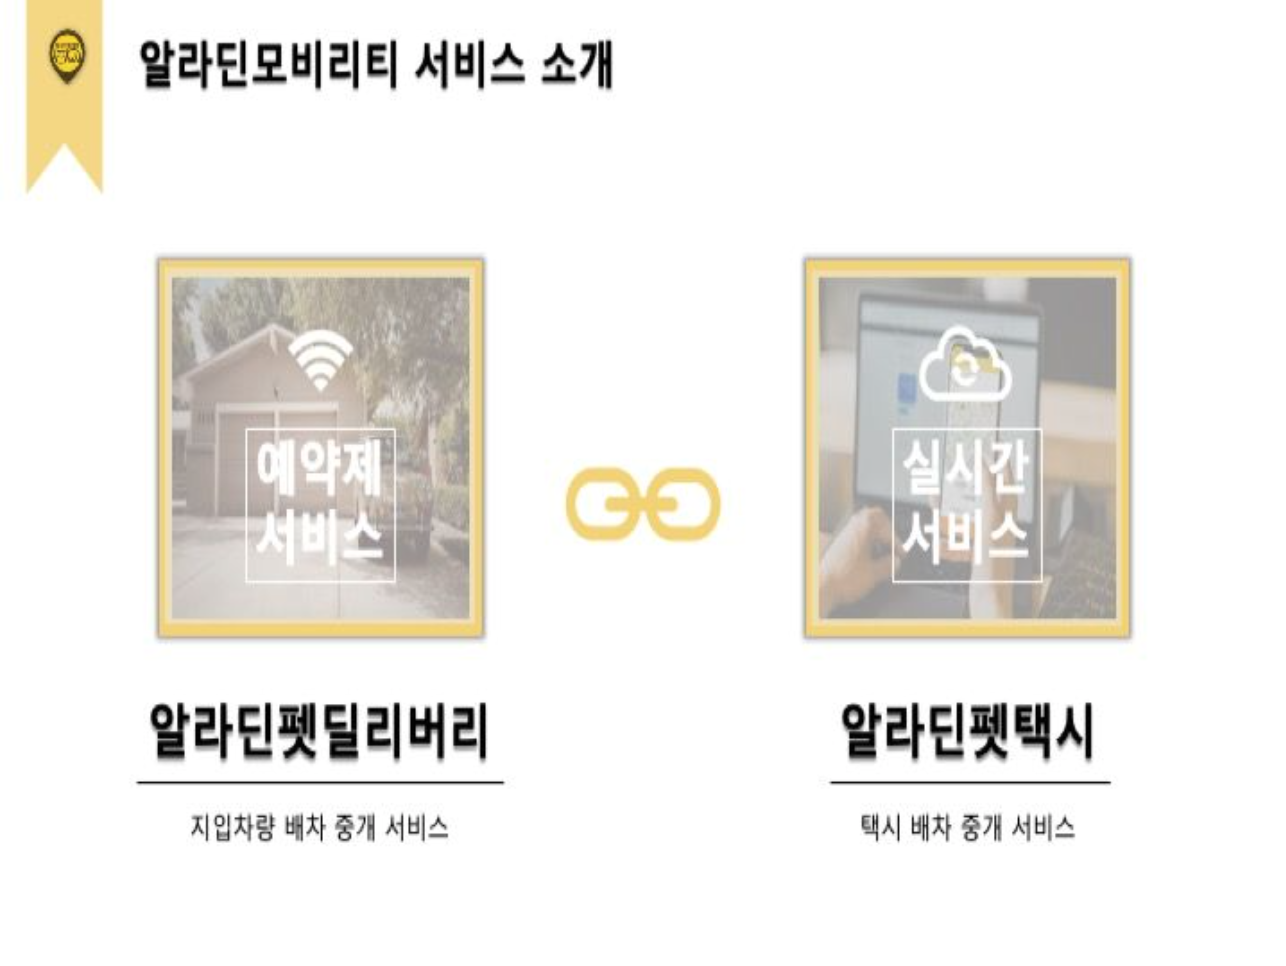 알라딘모비리티 서비스 소개
예약제
서비스
실시간
서비스
알라딘펫딜리버리
알라딘펫택시
지입차량 배차 중개 서비스
택시 배차 중개 서비스